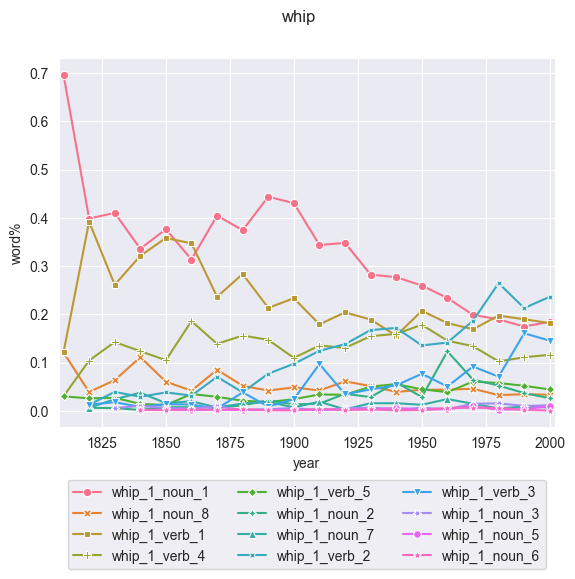 whip
0.7
0.6
0.5
0.4
0.3
0.2
0.1
0.0
word%
1825 1850 1875 1900 1925 1950 1975 2000
year
whip_1_noun_1 whip_1_verb_5 whip_1_verb_3
whip_1_noun_8 whip_1_noun_2 whip_1_noun_3
whip_1_verb_1 whip_1_noun_7 whip_1_noun_5
whip_1_verb_4 whip_1_verb_2 whip_1_noun_6